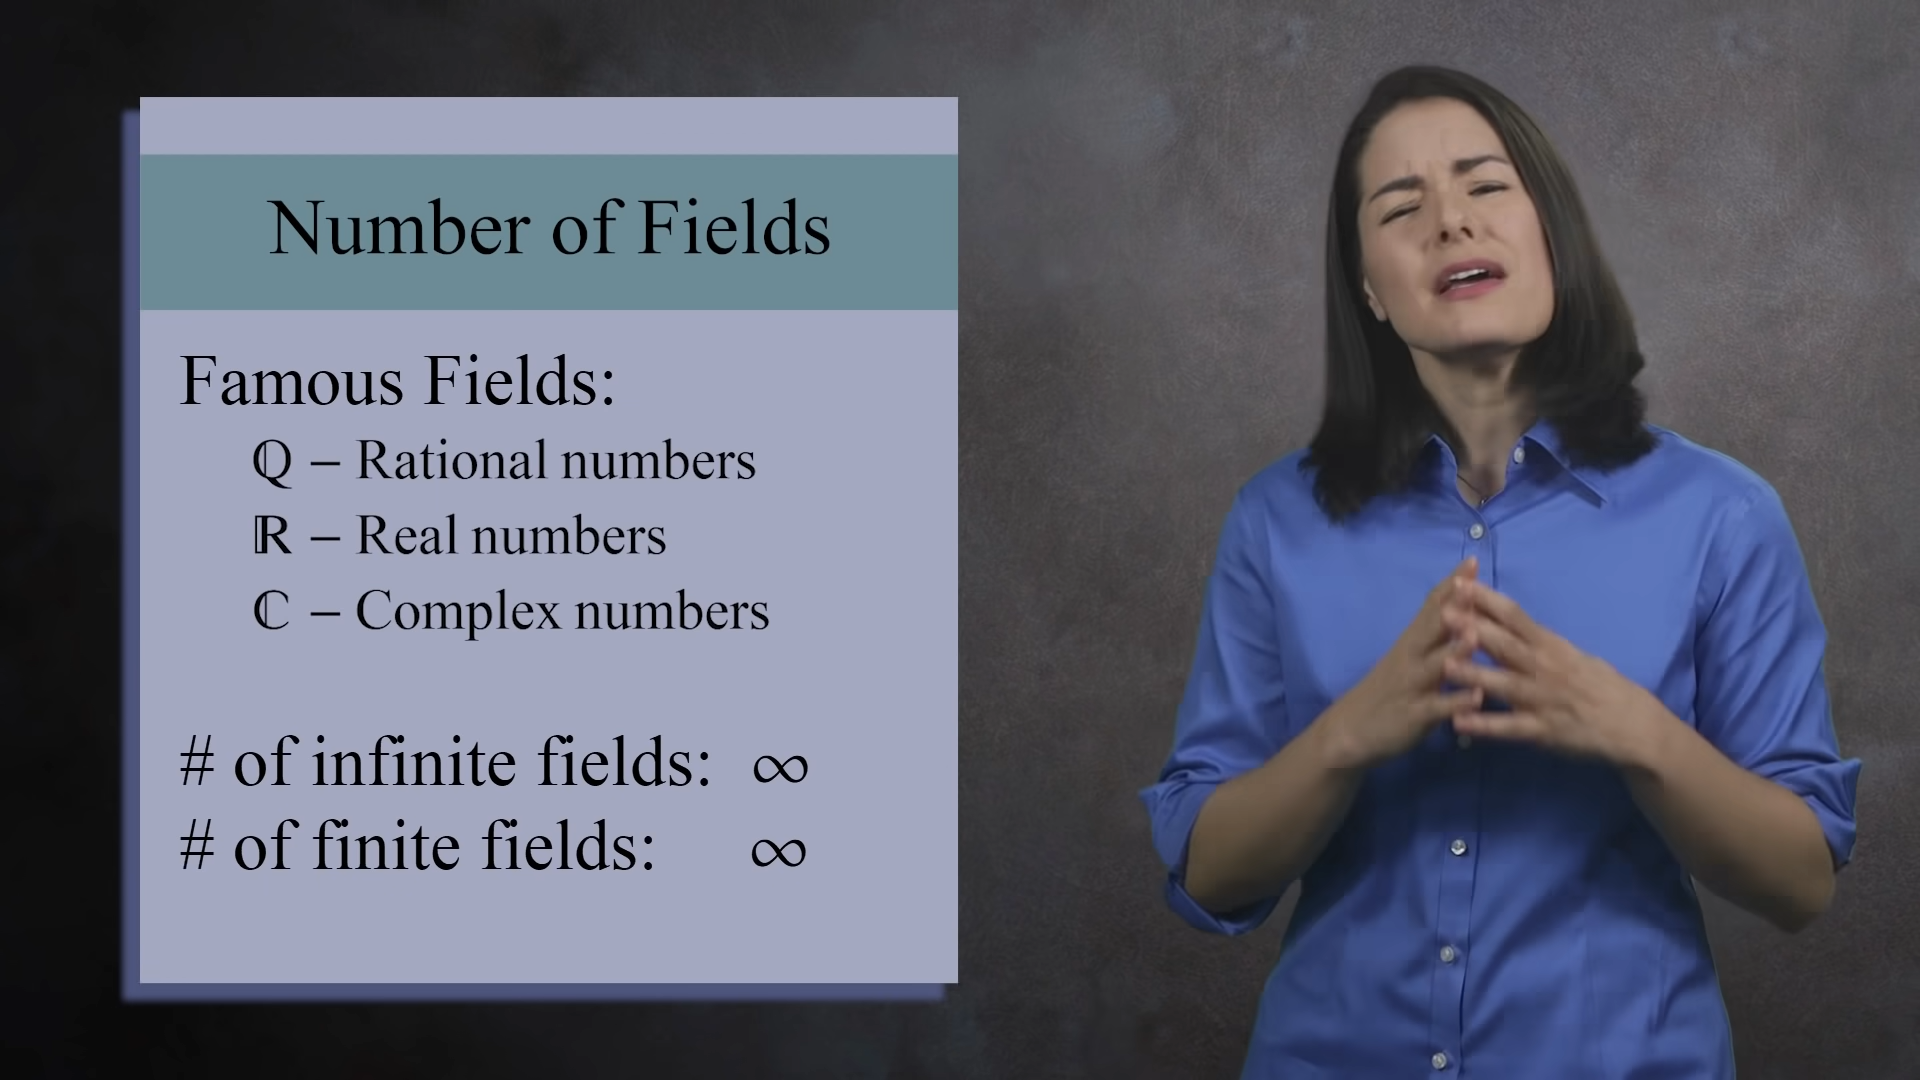 Number of Fields
Famous Fields:
ℚ – Rational numbers
ℝ – Real numbers
ℂ – Complex numbers
# of infinite fields: ∞
# of finite fields: ∞